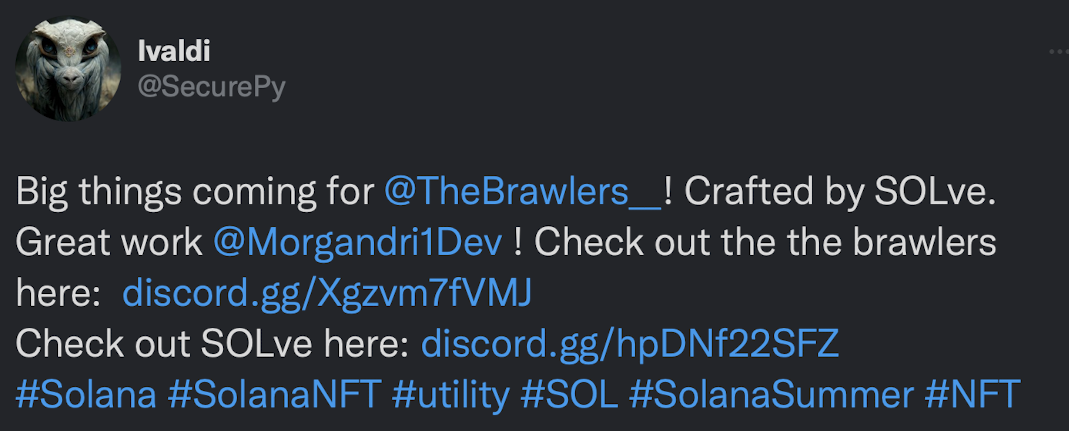 Ivaldi
@SecurePy
Big things coming for @TheBrawlers__! Crafted by SOLve.
Great work @Morgandri1Dev ! Check out the the brawlers
here:  discord.gg/Xgzvm7fVMJ
Check out SOLve here: discord.gg/hpDNf22SFZ
#Solana #SolanaNFT #utility #SOL #SolanaSummer #NFT